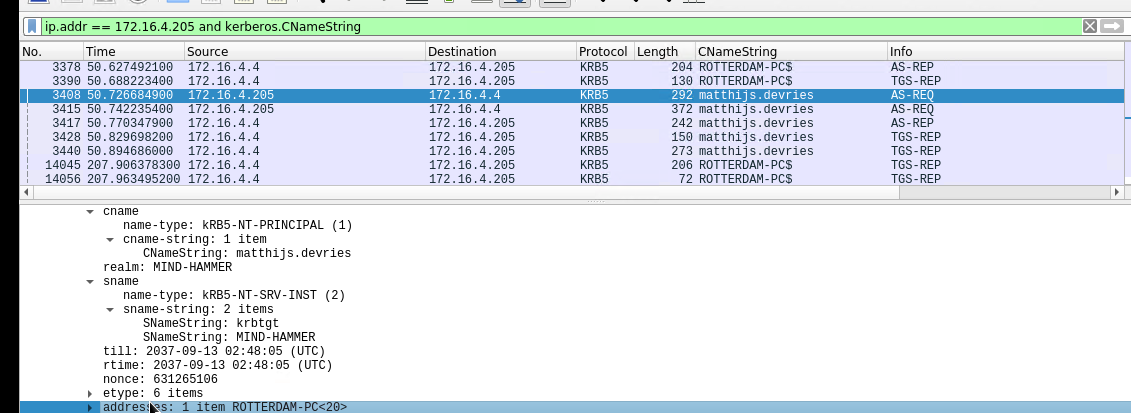 ip.addr == 172.16.4.205 and kerberos.CNameString
No. Time Source Destination Protocol Length CNameString Info
3378 50.627492100 172.16.4.4 172.16.4.205 KRB5 204 ROTTERDAM-PC$ AS-REP
3390 50.688223400 172.16.4.4 172.16.4.205 KRB5 130 ROTTERDAM-PC$ TGS-REP
3408 50.726684900 172.16.4.205 172.16.4.4 KRB5 292 matthijs.devries AS-REQ
3415 50.742235400 172.16.4.205 172.16.4.4 KRB5 372 matthijs.devries AS-REQ
3417 50.770347900 172.16.4.4 172.16.4.205 KRB5 242 matthijs.devries AS-REP
3428 50.829698200 172.16.4.4 172.16.4.205 KRB5 150 matthijs.devries TGS-REP
3440 50.894686000 172.16.4.4 172.16.4.205 KRB5 273 matthijs.devries TGS-REP
14045 207.906378300 172.16.4.4 172.16.4.205 KRB5 206 ROTTERDAM-PC$ TGS-REP
14056 207.963495200 172.16.4.4 172.16.4.205 KRB5 72 ROTTERDAM-PC$ TGS-REP
cname
name-type: kRB5-NT-PRINCIPAL (1)
cname-string: 1 item
CNameString: matthijs.devries
realm: MIND-HAMMER
sname
name-type: kRB5-NT-SRV-INST (2)
sname-string: 2 items
SNameString: krbtgt
SNameString: MIND-HAMMER
till: 2037-09-13 02:48:05 (UTC)
rtime: 2037-09-13 02:48:05 (UTC)
nonce: 631265106
etype: 6 items
addresses: 1 item ROTTERDAM-PC<20>